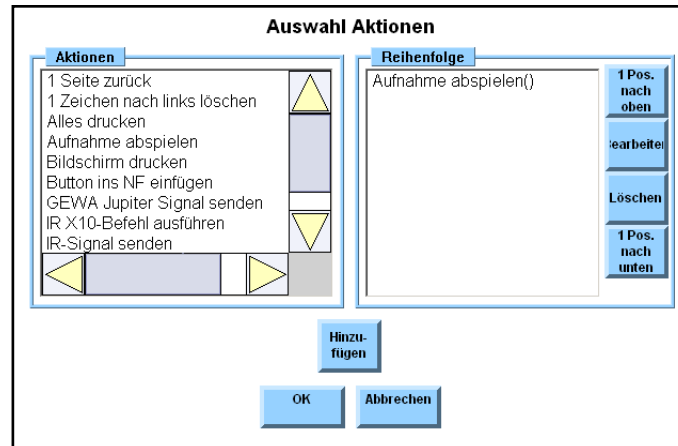 Auswahl Aktionen
Aktionen
1 Seite zurück
1 Zeichen nach links löschen
Alles drucken
Aufnahme abspielen
Bildschirm drucken
Button ins NF einfügen
GEWA Jupiter Signal senden
IR X10-Befehl ausführen
IR-Signal senden
Reihenfolge
Aufnahme abspielen()
1 Pos.
nach
oben
earbeite
Löschen
1 Pos.
nach
unten
Hinzu-
fügen
OK
Abbrechen